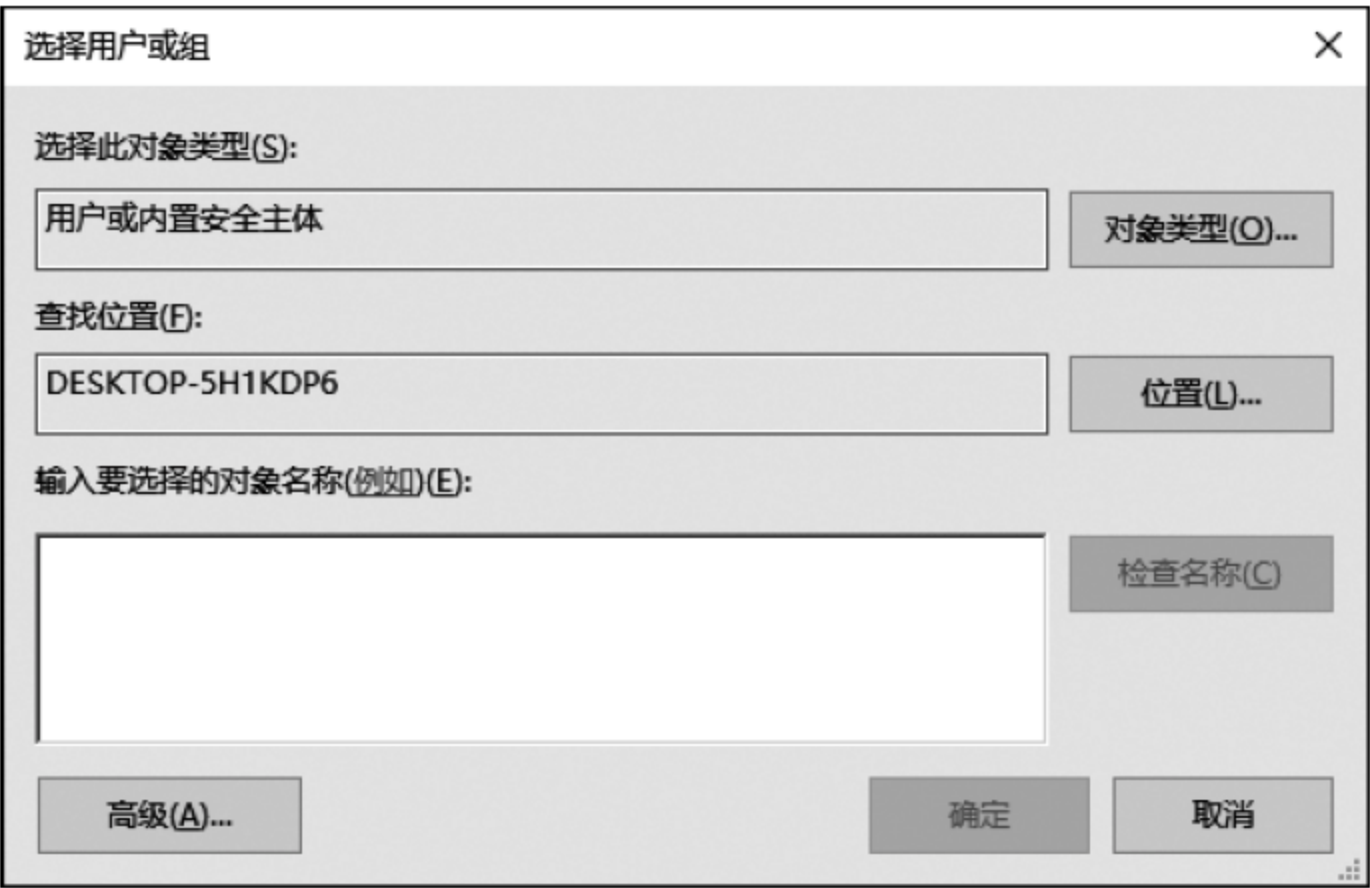 选择用户或组
选择此对象类型(S):
用户或内置安全主体
对象类型(O)...
查找位置(F):
DESKTOP-5H1KDP6
位置(L)...
输入要选择的对象名称(例如)(E):
检查名称(C)
高级(A)...
确定
取消